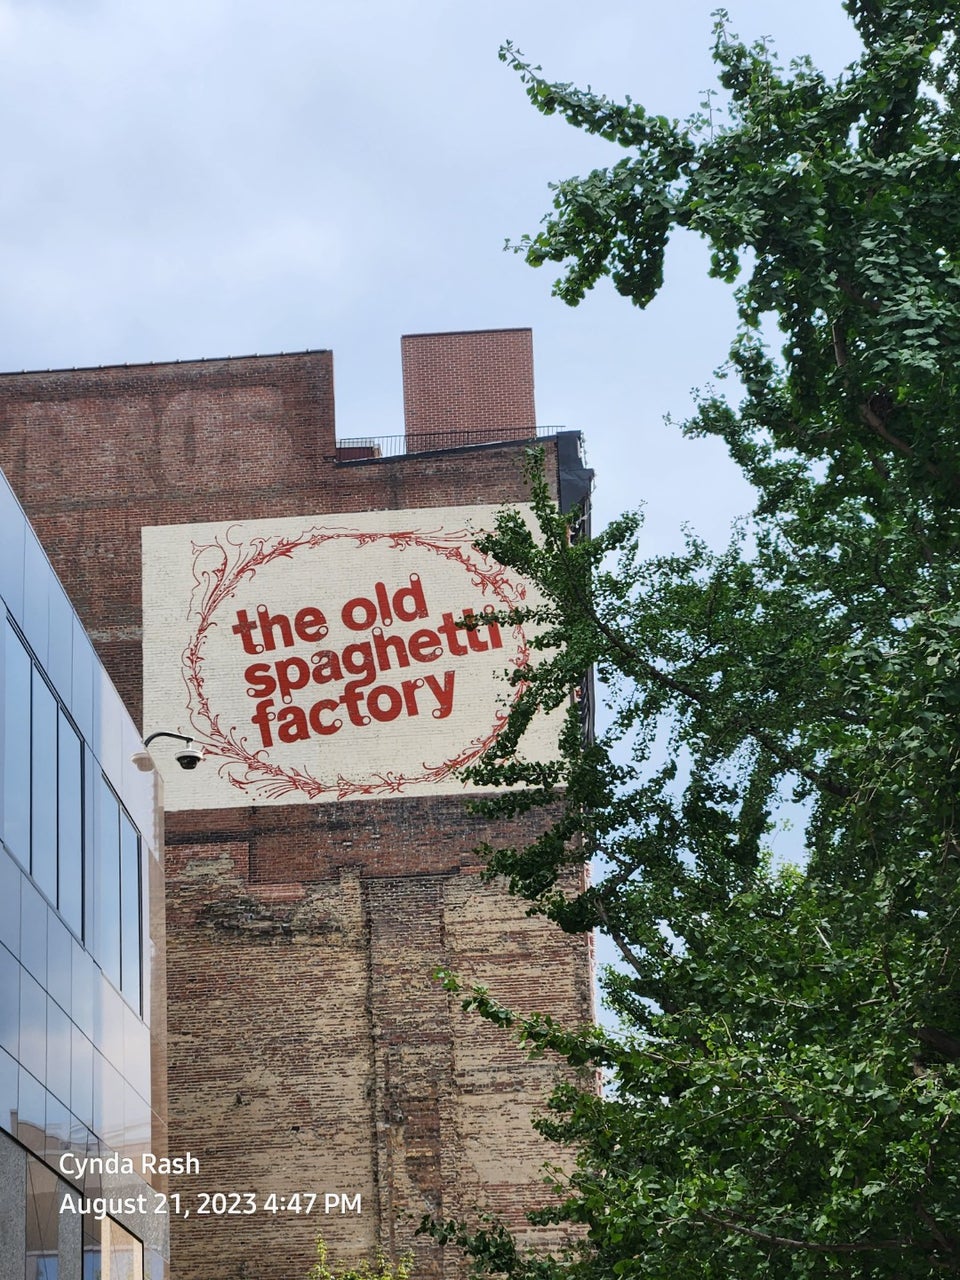 the old
spaghetti
factory
Cynda Rash
August 21, 2023 4:47 PM